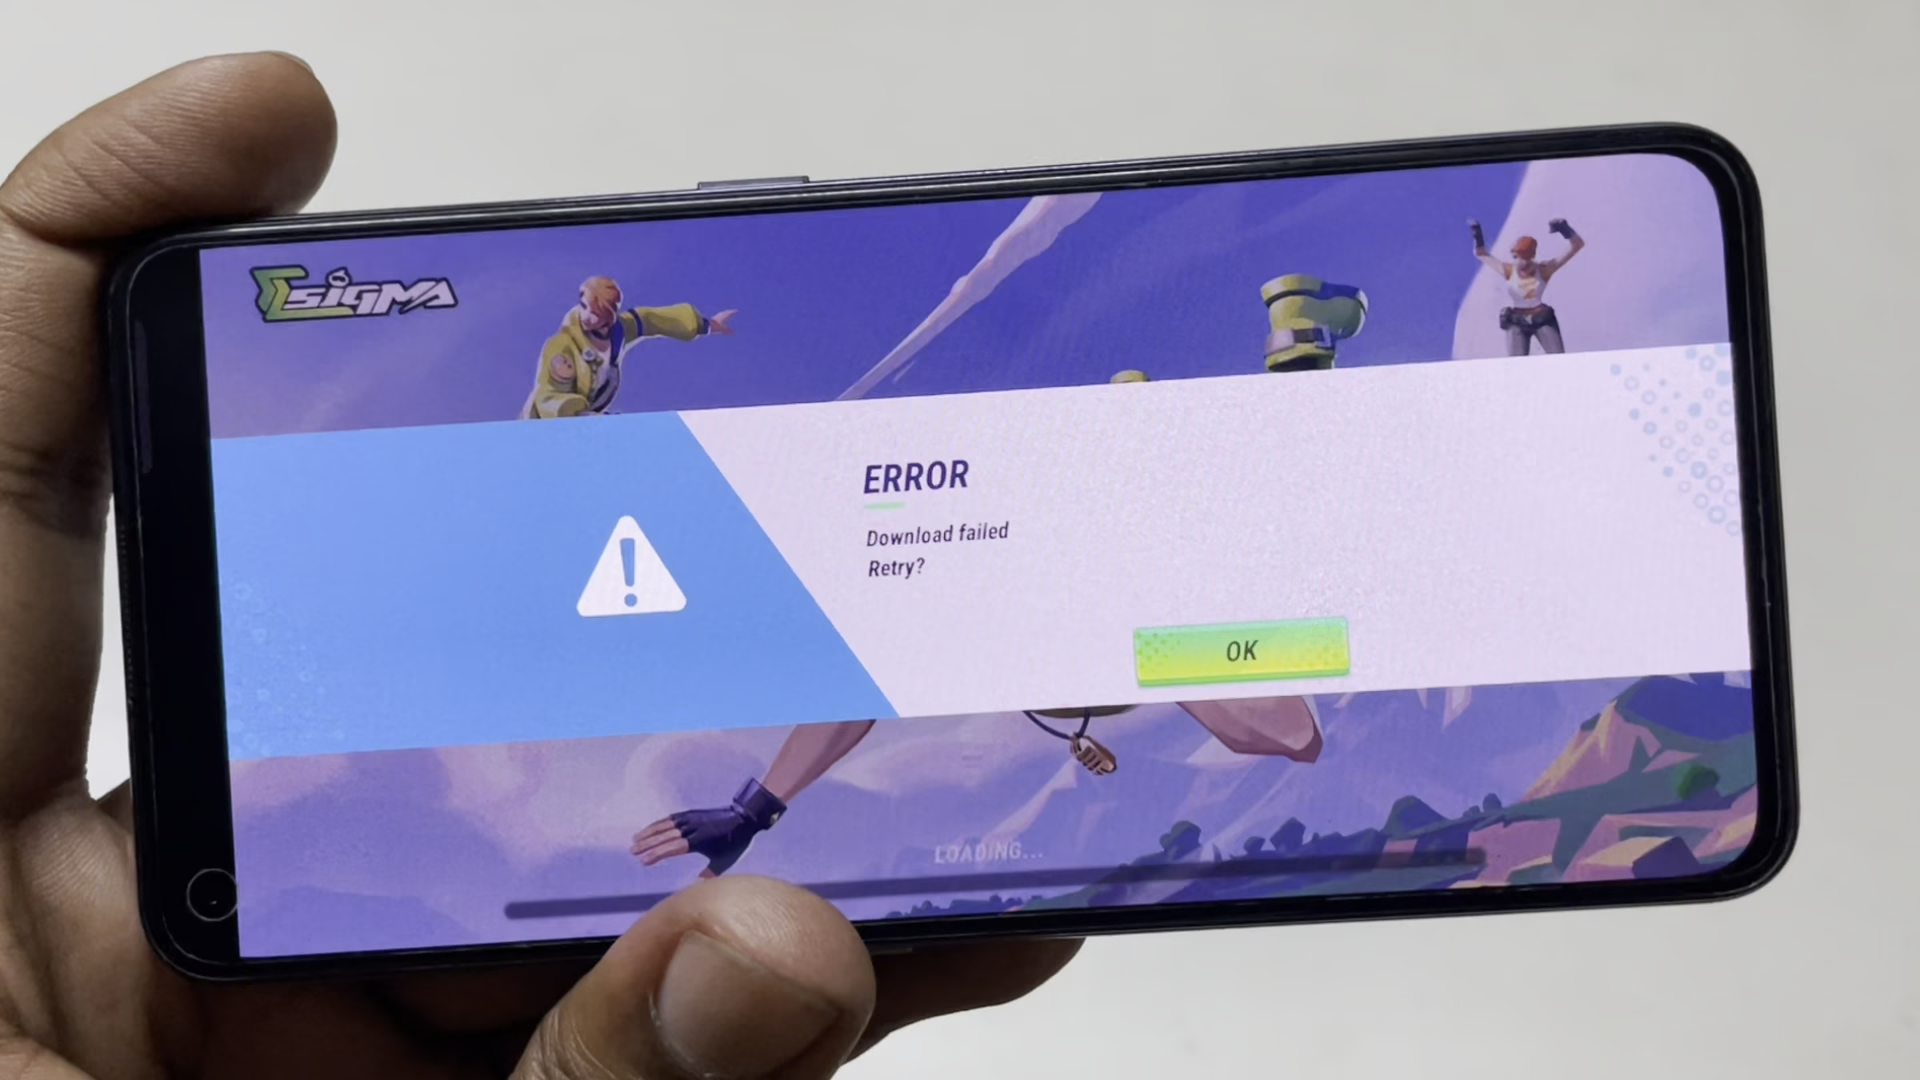 SIGMA
ERROR
Download failed
Retry?
OK
LOADING...